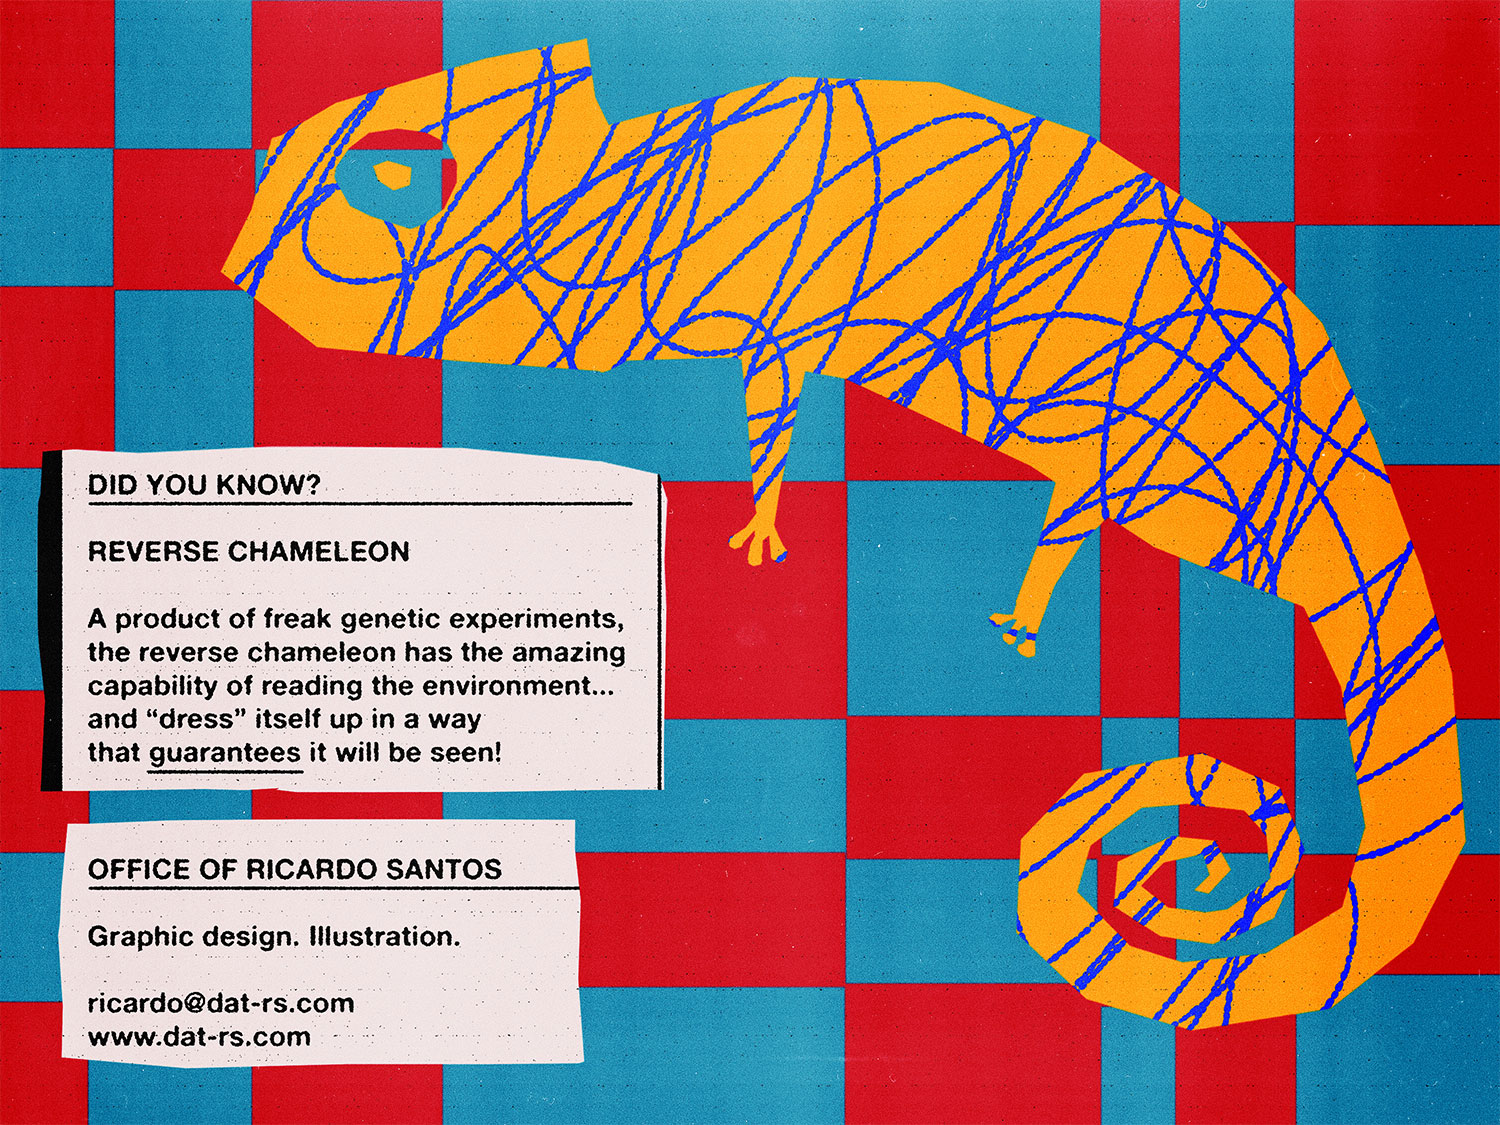 DID YOU KNOW?
REVERSE CHAMELEON
A product of freak genetic experiments,
the reverse chameleon has the amazing
capability of reading the environment...
and “dress” itself up in a way
that guarantees it will be seen!
OFFICE OF RICARDO SANTOS
Graphic design. Illustration.
ricardo@dat-rs.com
www.dat-rs.com